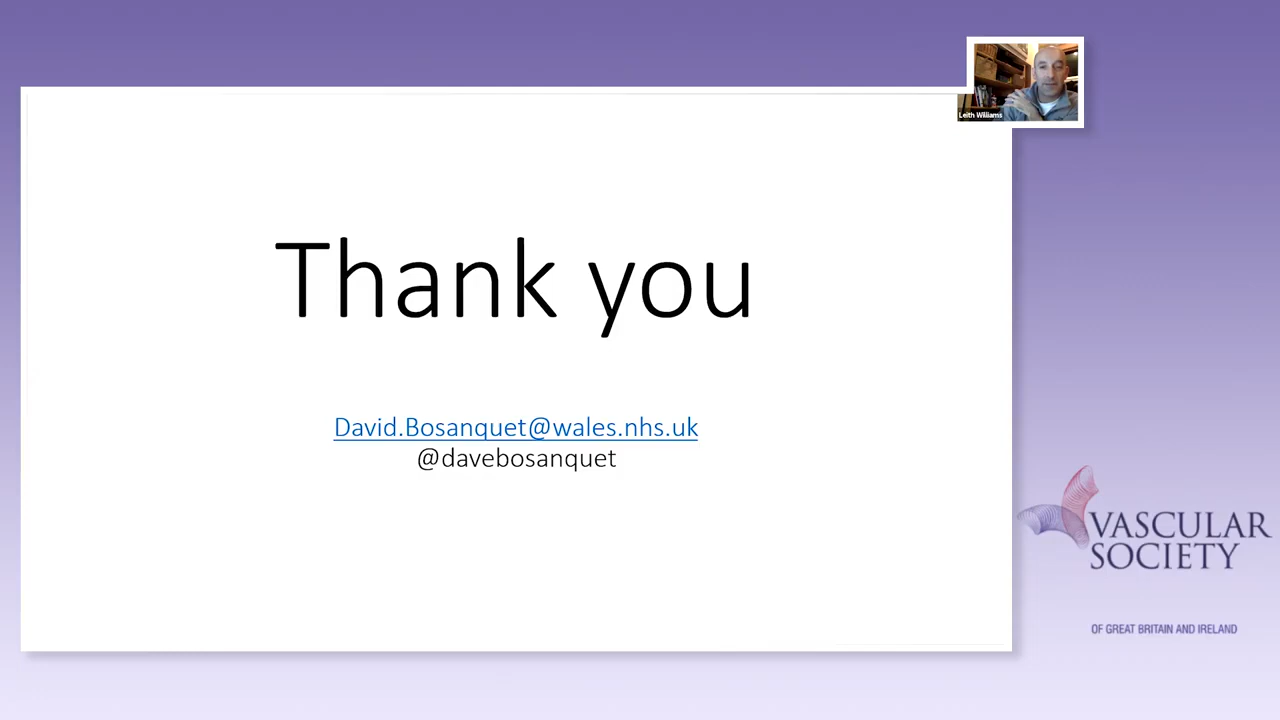 Leith Williams
Thank you
David.Bosanquet@wales.nhs.uk
@davebosanquet
VASCULAR
SOCIETY
OF GREAT BRITAIN AND IRELAND